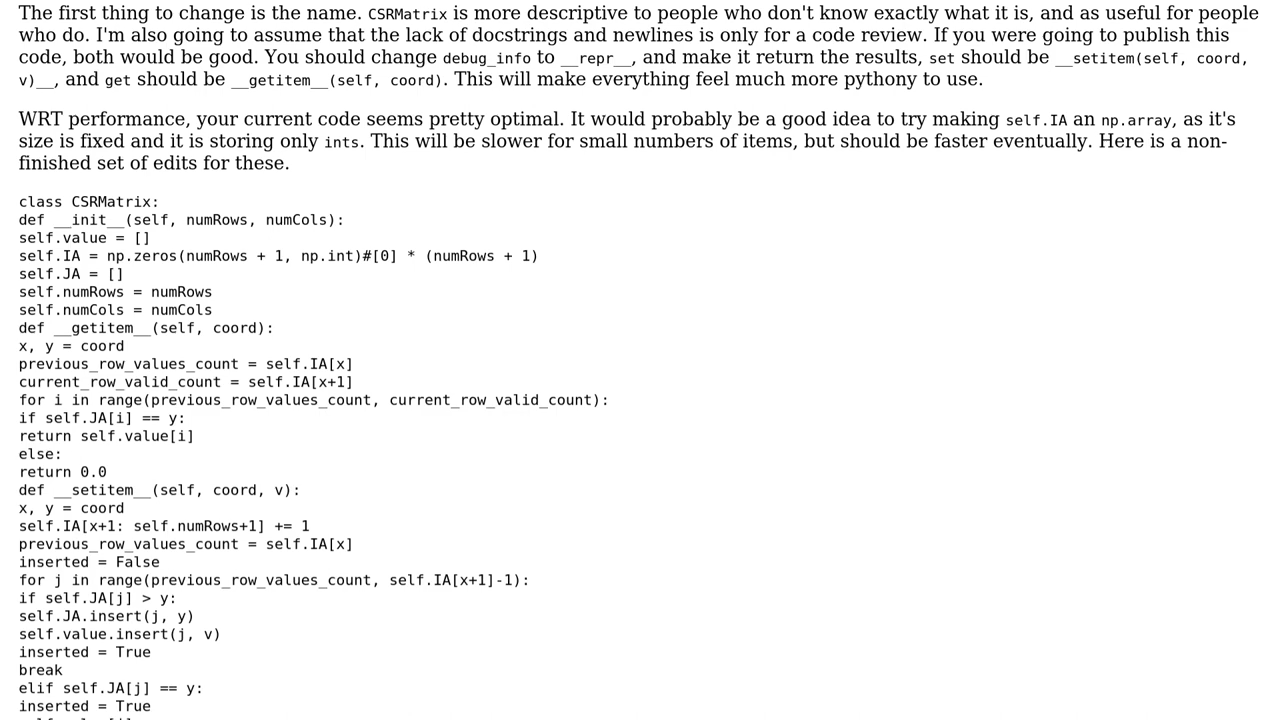 The first thing to change is the name. CSRMatrix is more descriptive to people who don't know exactly what it is, and as useful for people
who do. I'm also going to assume that the lack of docstrings and newlines is only for a code review. If you were going to publish this
code, both would be good. You should change debug_info to __repr__, and make it return the results, set should be __setitem(self, coord,
v)__, and get should be __getitem__(self, coord). This will make everything feel much more pythony to use.
WRT performance, your current code seems pretty optimal. It would probably be a good idea to try making self.IA an np.array, as it's
size is fixed and it is storing only ints. This will be slower for small numbers of items, but should be faster eventually. Here is a non-
finished set of edits for these.
class CSRMatrix:
def __init__(self, numRows, numCols):
self.value = []
self.IA = np.zeros(numRows + 1, np.int)#[0] * (numRows + 1)
self.JA = []
self.numRows = numRows
self.numCols = numCols
def __getitem__(self, coord):
x, y = coord
previous_row_values_count = self.IA[x]
current_row_valid_count = self.IA[x+1]
for i in range(previous_row_values_count, current_row_valid_count):
if self.JA[i] == y:
return self.value[i]
else:
return 0.0
def __setitem__(self, coord, v):
x, y = coord
self.IA[x+1: self.numRows+1] += 1
previous_row_values_count = self.IA[x]
inserted = False
for j in range(previous_row_values_count, self.IA[x+1]-1):
if self.JA[j] > y:
self.JA.insert(j, y)
self.value.insert(j, v)
inserted = True
break
elif self.JA[j] == y:
inserted = True